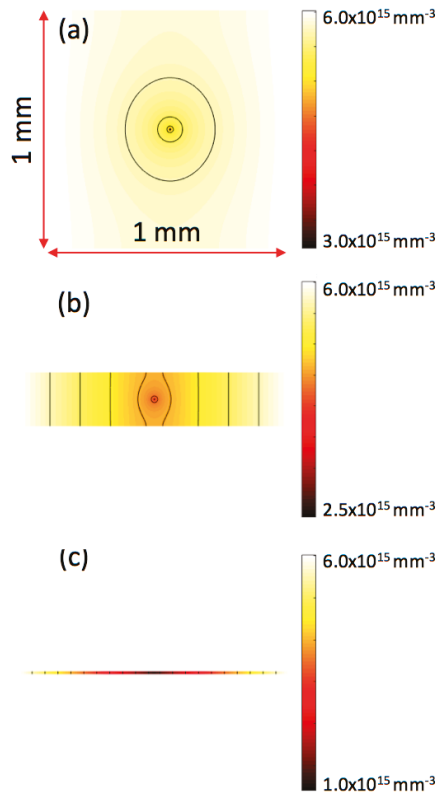 (a)
6.0x10¹⁵ mm⁻³
1 mm
1 mm
3.0x10¹⁵ mm⁻³
(b)
6.0x10¹⁵ mm⁻³
2.5x10¹⁵ mm⁻³
(c)
6.0x10¹⁵ mm⁻³
1.0x10¹⁵ mm⁻³